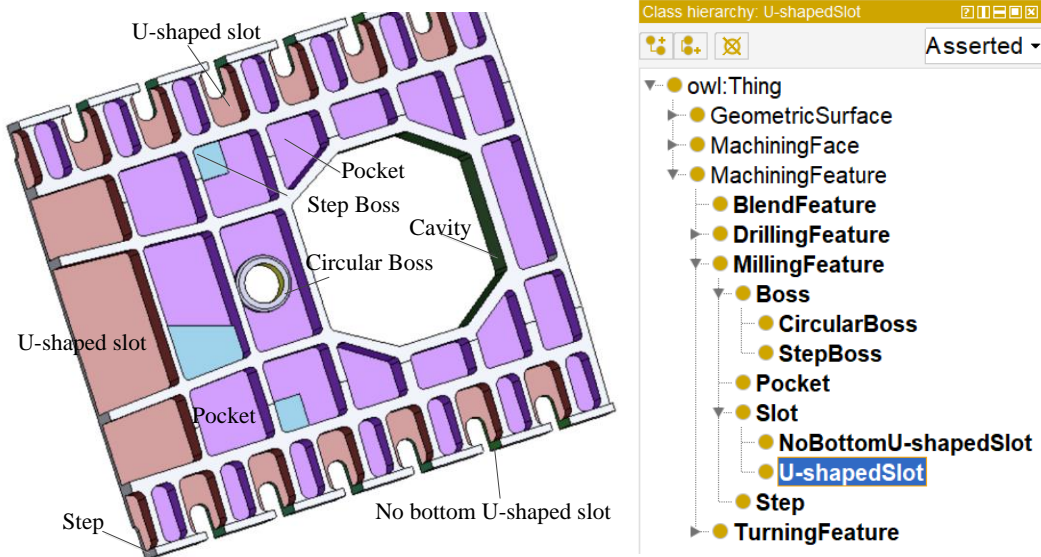 U-shaped slot
Pocket
Step Boss
Cavity
Circular Boss
U-shaped slot
Pocket
No bottom U-shaped slot
Step
Class hierarchy: U-shapedSlot
Asserted
owl:Thing
GeometricSurface
MachiningFace
MachiningFeature
BlendFeature
DrillingFeature
MillingFeature
Boss
CircularBoss
StepBoss
Pocket
Slot
NoBottomU-shapedSlot
U-shapedSlot
Step
TurningFeature